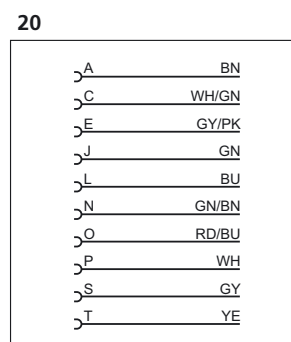 20
A BN
C WH/GN
E GY/PK
J GN
L BU
N GN/BN
O RD/BU
P WH
S GY
T YE